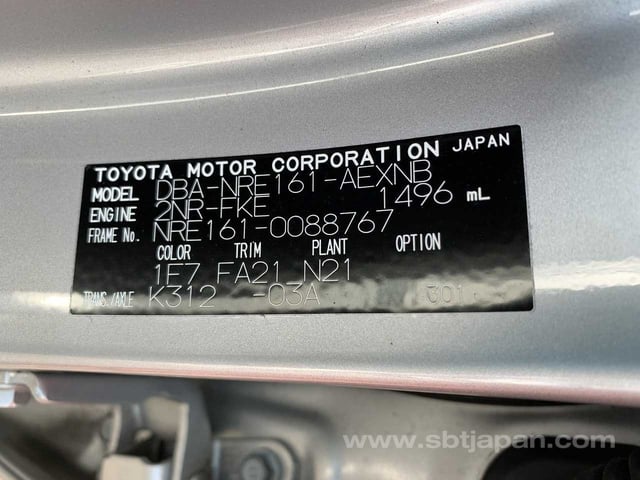 TOYOTA MOTOR CORPORATION JAPAN
MODEL DBA-NRE161-AEXNB
ENGINE 2NR-FKE 1496 mL
FRAME No. NRE161-0088767
COLOR TRIM PLANT OPTION
1F7 FA21 N21
TRANS./AXLE K312 -03A 301
www.sbtjapan.com